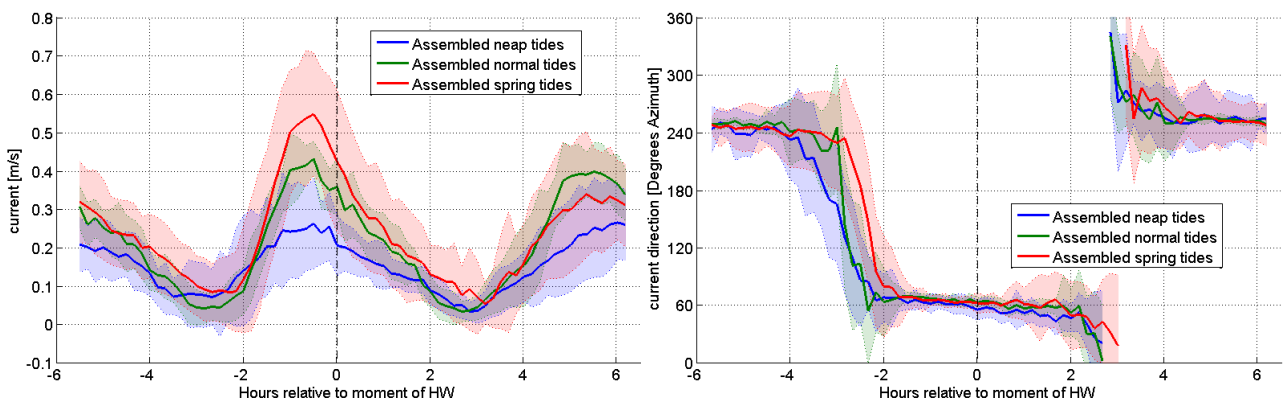 0.8
0.7
0.6
0.5
0.4
0.3
0.2
0.1
0
-0.1
current [m/s]
-6 -4 -2 0 2 4 6
Hours relative to moment of HW
Assembled neap tides
Assembled normal tides
Assembled spring tides
360
300
240
180
120
60
0
current direction [Degrees Azimuth]
-6 -4 -2 0 2 4 6
Hours relative to moment of HW
Assembled neap tides
Assembled normal tides
Assembled spring tides